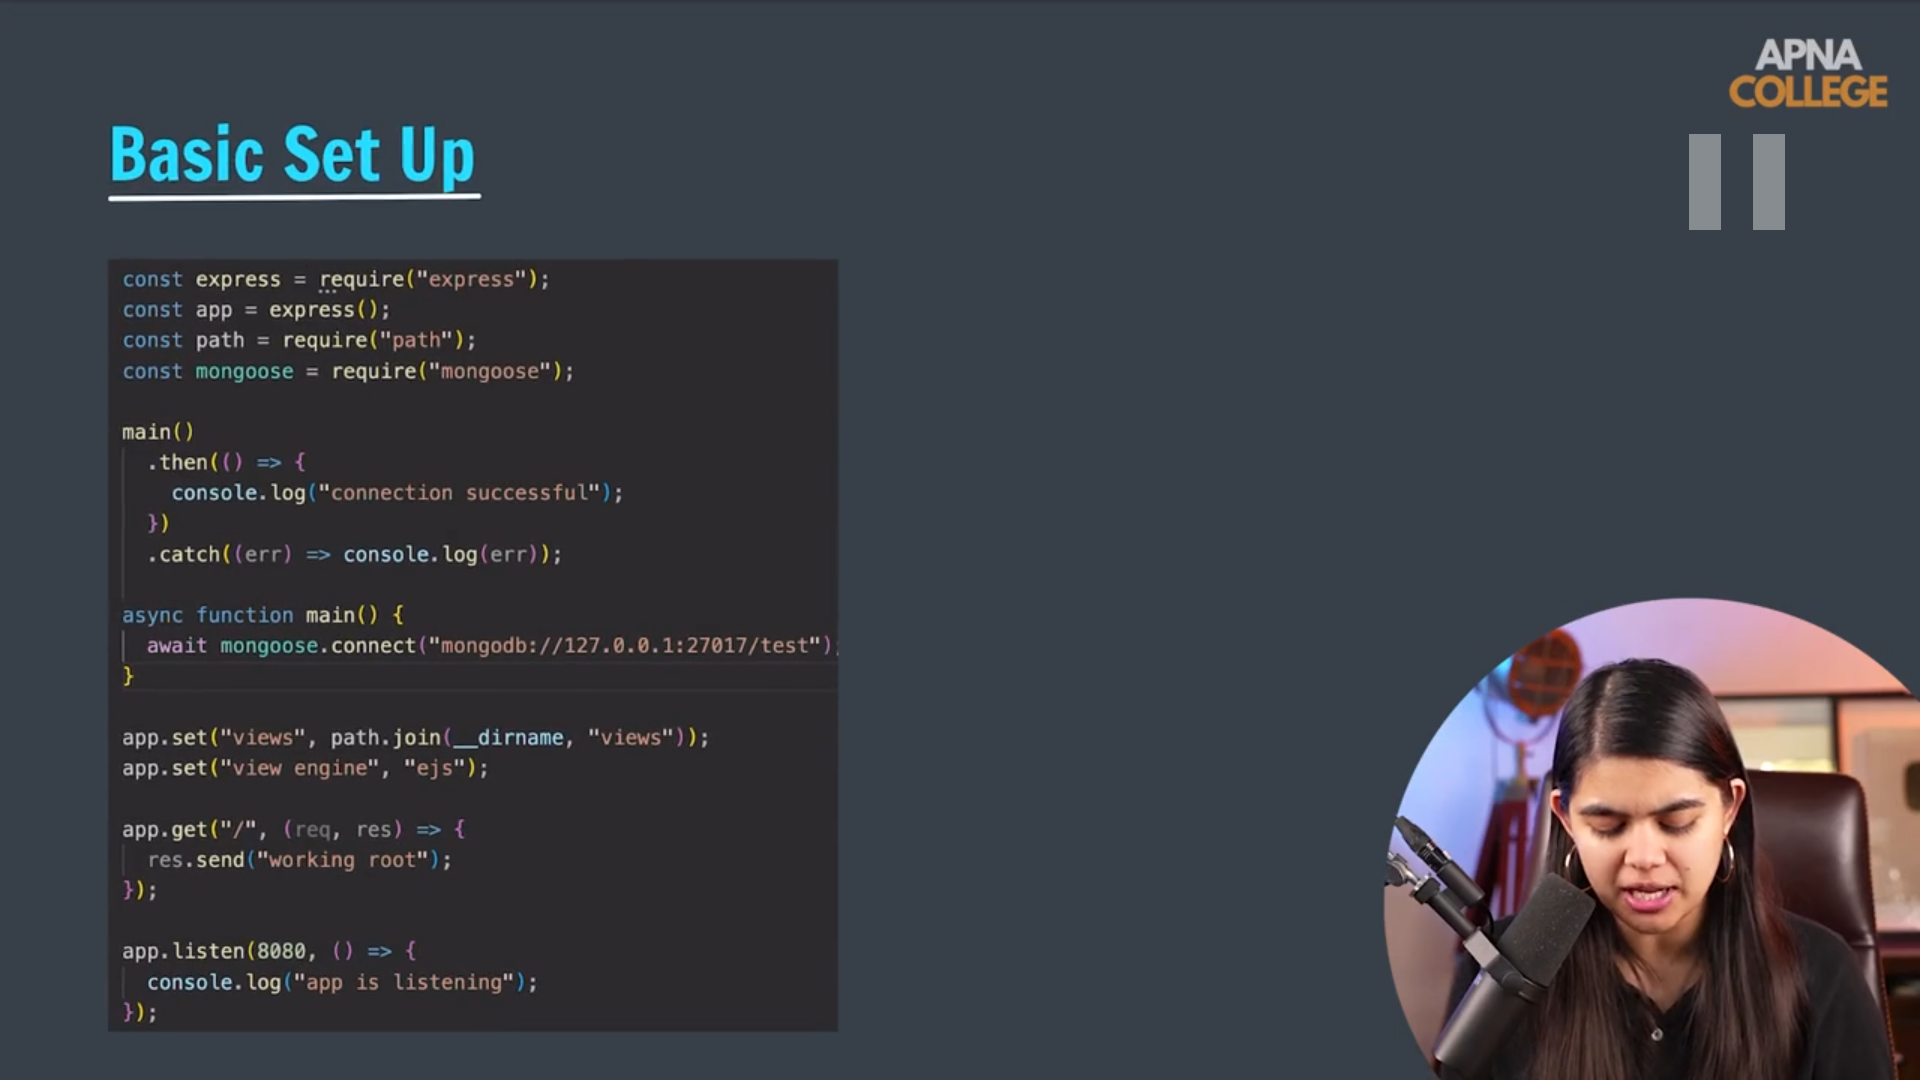 APNA
COLLEGE
Basic Set Up
const express = require("express");
const app = express();
const path = require("path");
const mongoose = require("mongoose");
main()
.then(() => {
console.log("connection successful");
})
.catch((err) => console.log(err));
async function main() {
await mongoose.connect("mongodb://127.0.0.1:27017/test");
}
app.set("views", path.join(__dirname, "views"));
app.set("view engine", "ejs");
app.get("/", (req, res) => {
res.send("working root");
});
app.listen(8080, () => {
console.log("app is listening");
});